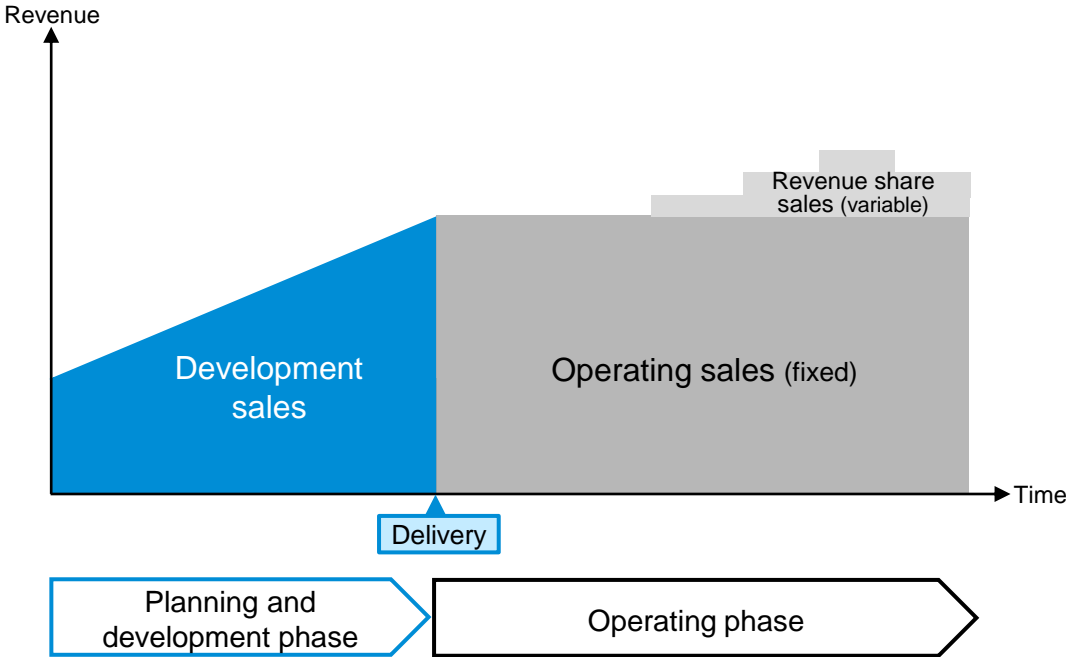 Revenue
Revenue share
sales (variable)
Development
sales
Operating sales (fixed)
Time
Delivery
Planning and
development phase
Operating phase